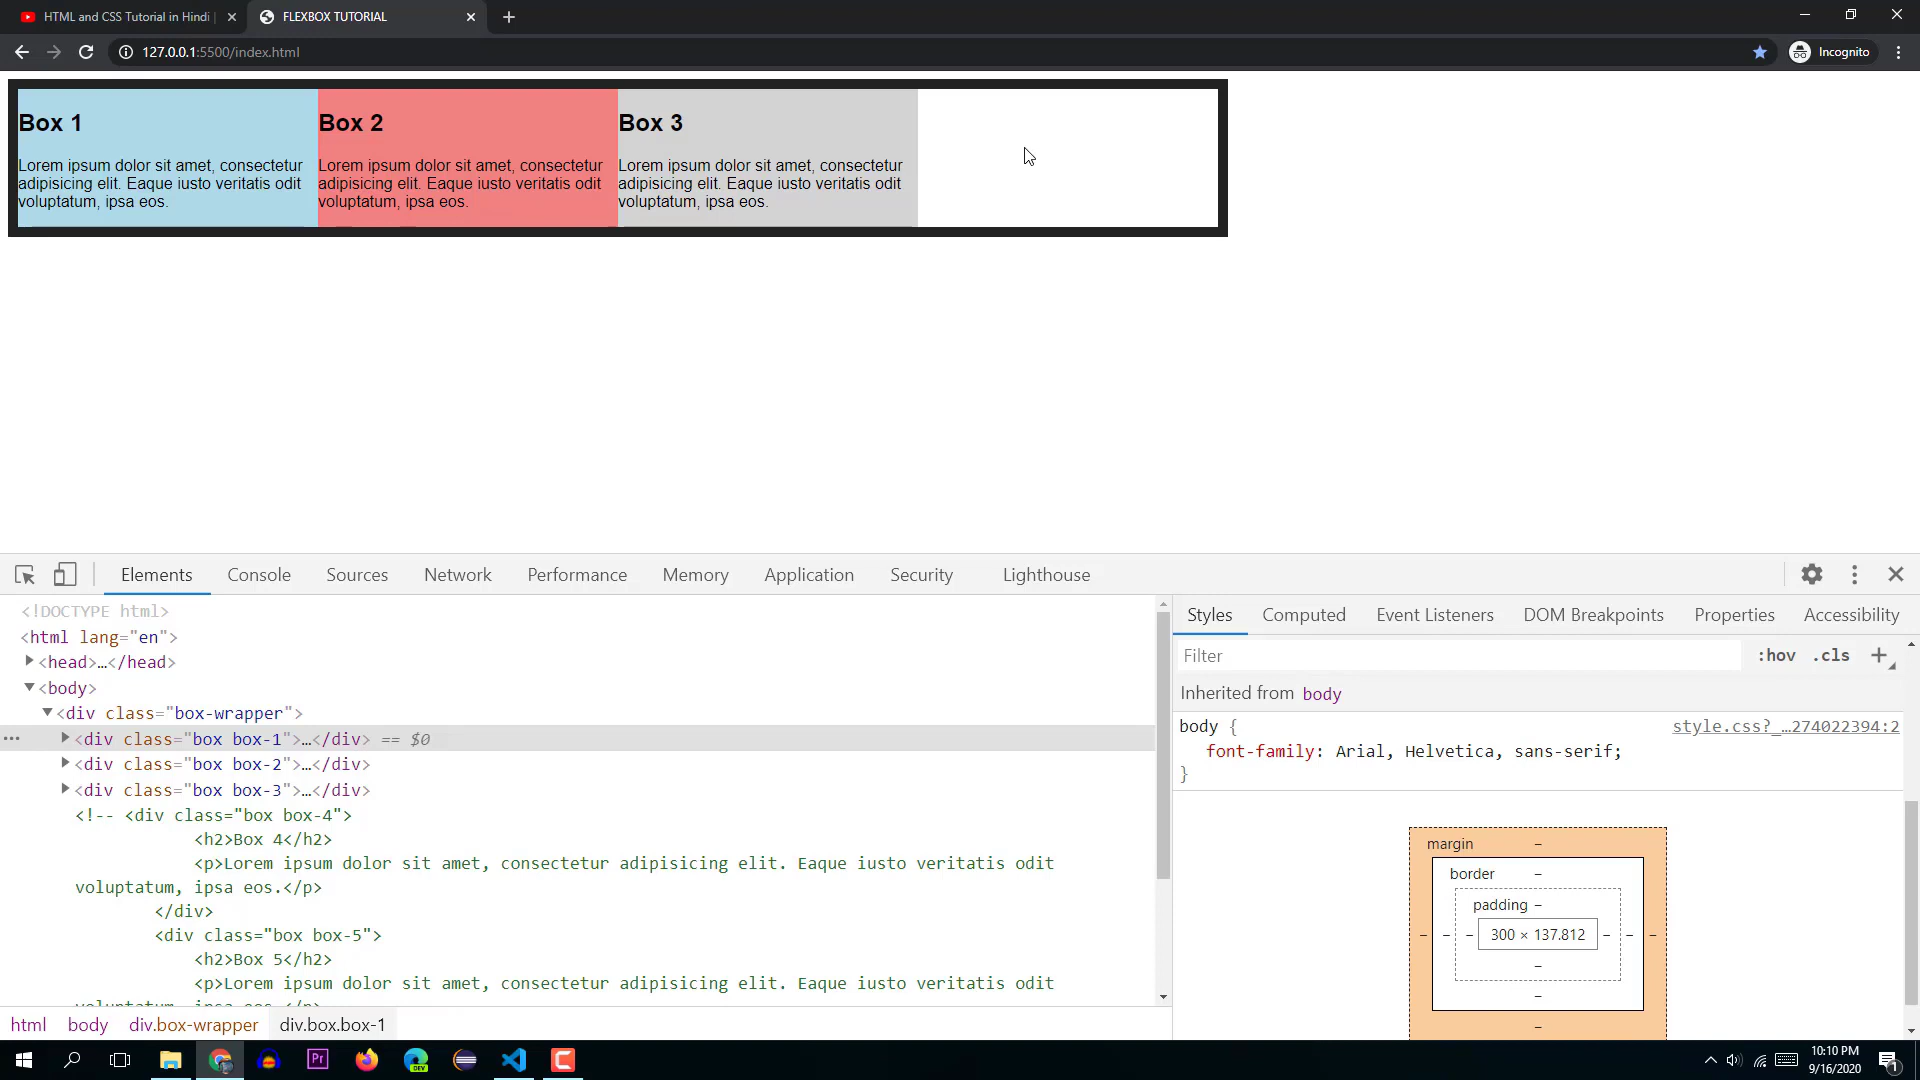 HTML and CSS Tutorial in Hindi |
FLEXBOX TUTORIAL
127.0.0.1:5500/index.html
Incognito
Box 1
Lorem ipsum dolor sit amet, consectetur
adipisicing elit. Eaque iusto veritatis odit
voluptatum, ipsa eos.
Box 2
Lorem ipsum dolor sit amet, consectetur
adipisicing elit. Eaque iusto veritatis odit
voluptatum, ipsa eos.
Box 3
Lorem ipsum dolor sit amet, consectetur
adipisicing elit. Eaque iusto veritatis odit
voluptatum, ipsa eos.
Elements Console Sources Network Performance Memory Application Security Lighthouse
<!DOCTYPE html>
<html lang="en">
<head>…</head>
<body>
<div class="box-wrapper">
<div class="box box-1">…</div> == $0
<div class="box box-2">…</div>
<div class="box box-3">…</div>
<!-- <div class="box box-4">
<h2>Box 4</h2>
<p>Lorem ipsum dolor sit amet, consectetur adipisicing elit. Eaque iusto veritatis odit
voluptatum, ipsa eos.</p>
</div>
<div class="box box-5">
<h2>Box 5</h2>
<p>Lorem ipsum dolor sit amet, consectetur adipisicing elit. Eaque iusto veritatis odit
voluptatum, ipsa eos.</p>
html body div.box-wrapper div.box.box-1
Styles Computed Event Listeners DOM Breakpoints Properties Accessibility
Filter
:hov .cls +
Inherited from body
body {
style.css?_…274022394:2
font-family: Arial, Helvetica, sans-serif;
}
margin –
border –
padding –
– – – 300 × 137.812 – – –
–
–
–
Pr
DEV
C
10:10 PM
9/16/2020
1